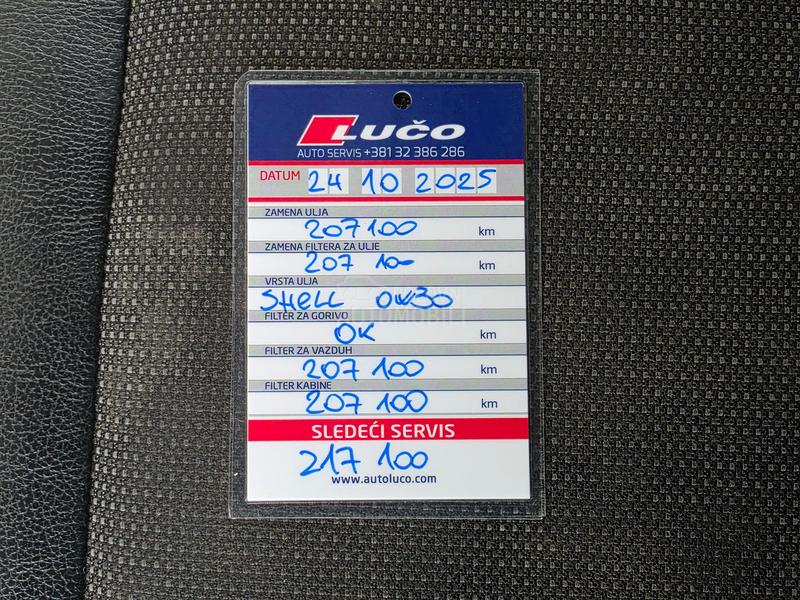 LUČO
AUTO SERVIS +381 32 386 286
DATUM 24 10 2025
ZAMENA ULJA
207100 km
ZAMENA FILTERA ZA ULJE
207 10- km
VRSTA ULJA
SHELL 0W30
FILTER ZA GORIVO
OK km
FILTER ZA VAZDUH
207 100 km
FILTER KABINE
207 100 km
SLEDEĆI SERVIS
217 100
www.autoluco.com